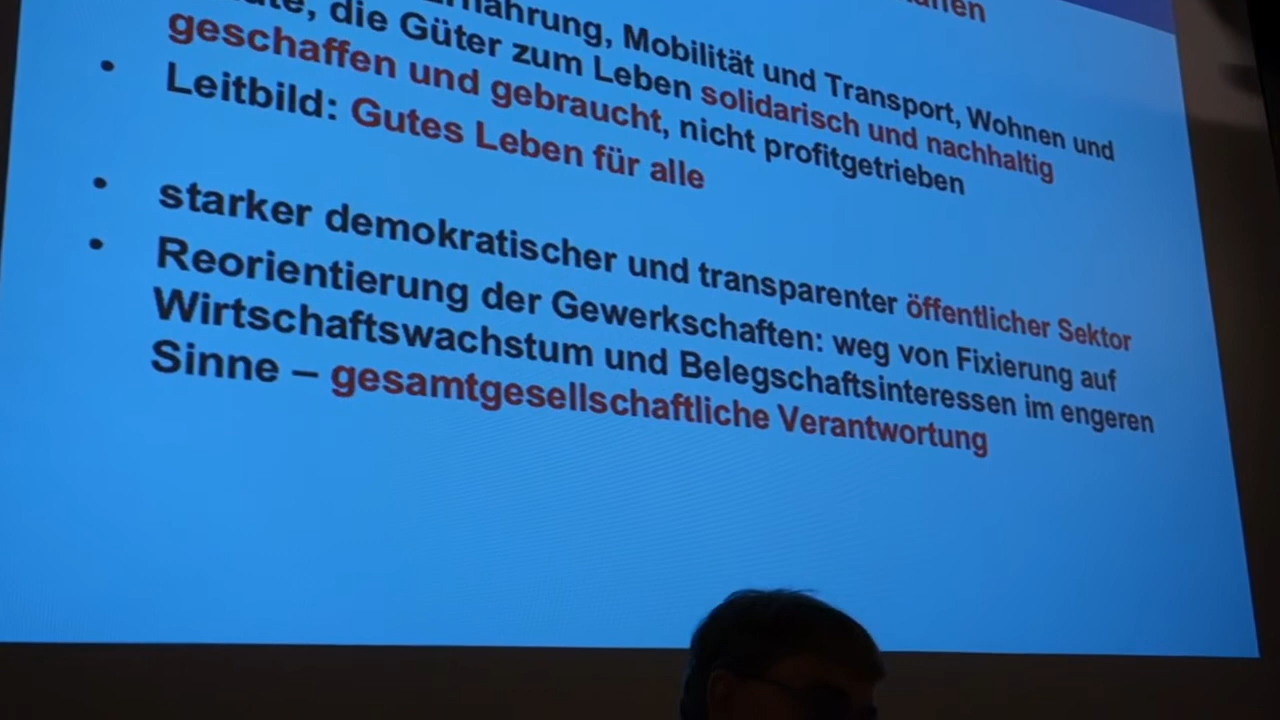 Mobilität und Transport, Wohnen und
die Güter zum Leben solidarisch und nachhaltig
geschaffen und gebraucht, nicht profitgetrieben
• Leitbild: Gutes Leben für alle
• starker demokratischer und transparenter öffentlicher Sektor
• Reorientierung der Gewerkschaften: weg von Fixierung auf
Wirtschaftswachstum und Belegschaftsinteressen im engeren
Sinne – gesamtgesellschaftliche Verantwortung